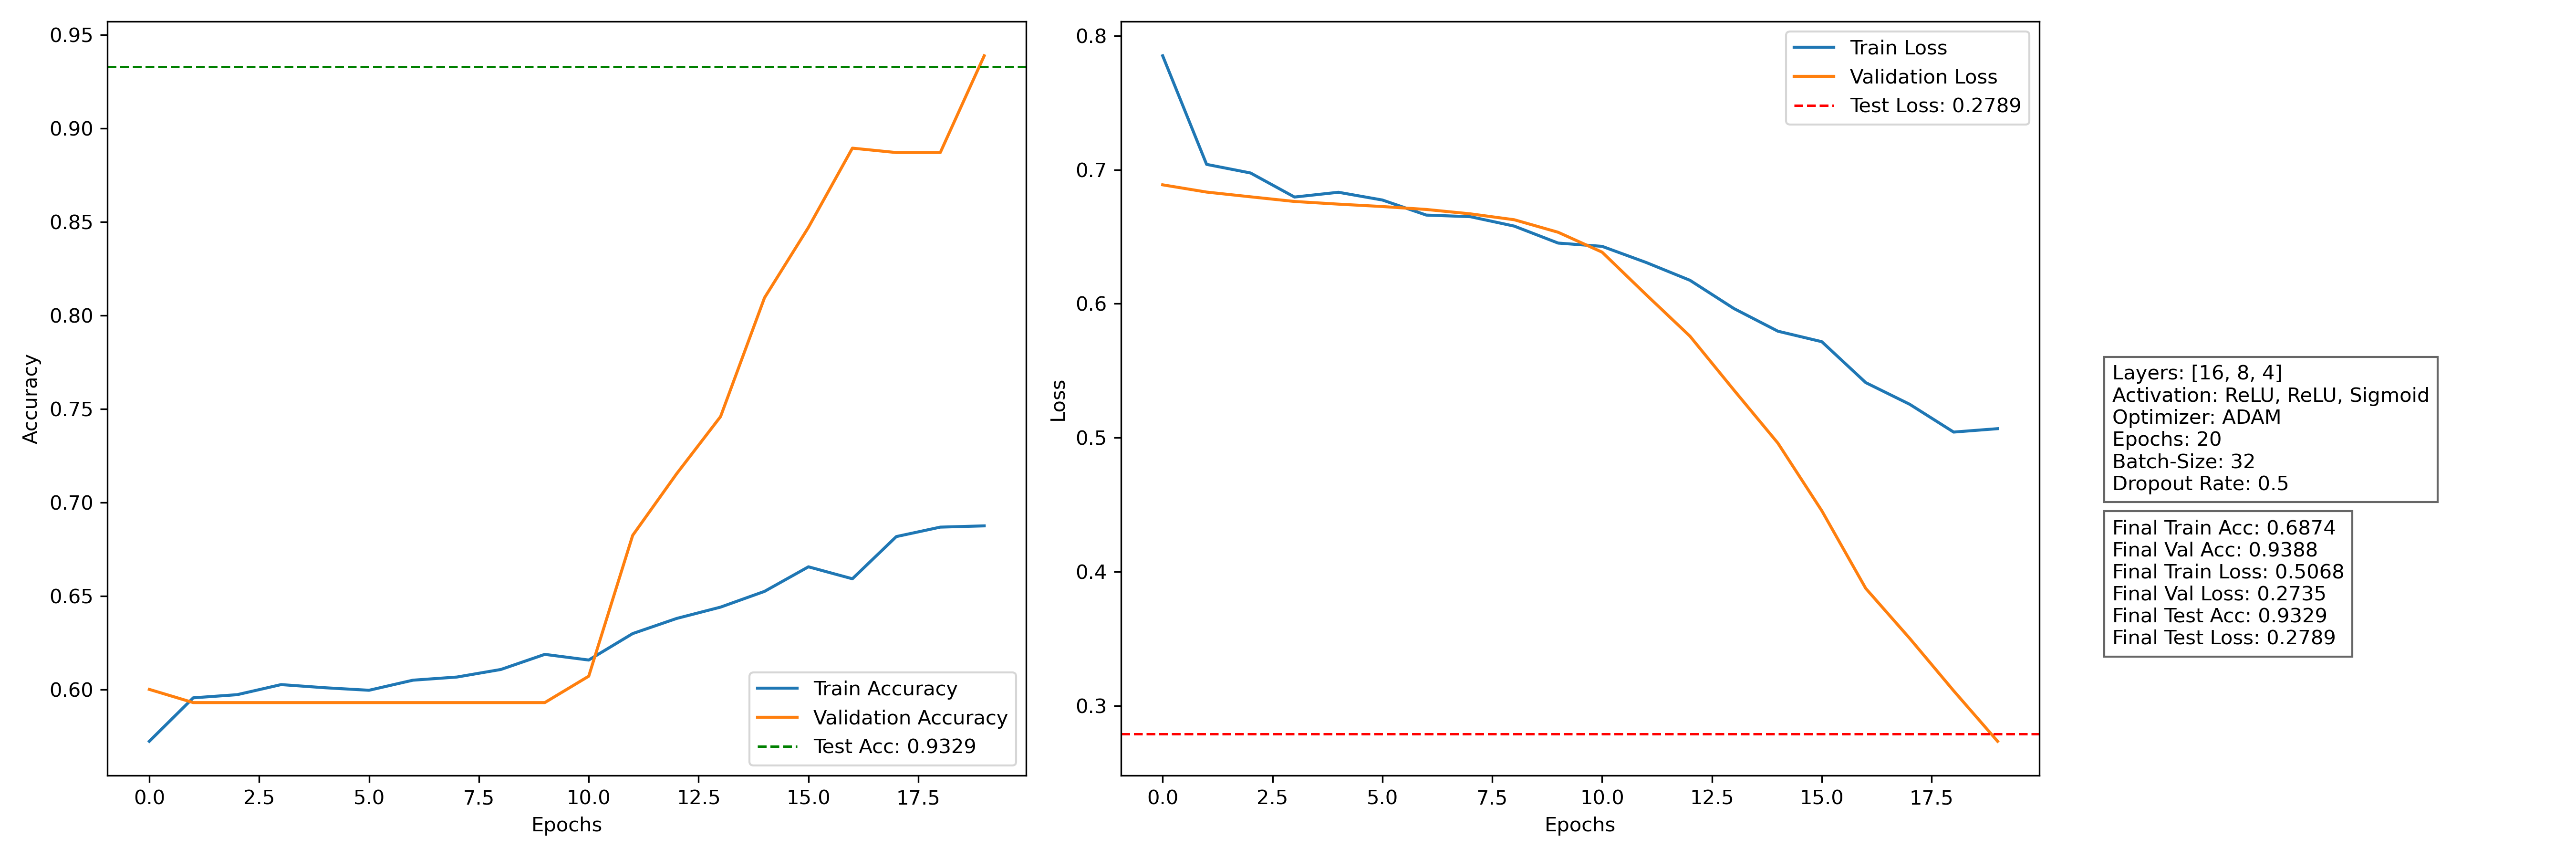 0.95
0.90
0.85
0.80
0.75
0.70
0.65
0.60
Accuracy
0.0 2.5 5.0 7.5 10.0 12.5 15.0 17.5
Epochs
Train Accuracy
Validation Accuracy
Test Acc: 0.9329
0.8
0.7
0.6
0.5
0.4
0.3
Loss
0.0 2.5 5.0 7.5 10.0 12.5 15.0 17.5
Epochs
Train Loss
Validation Loss
Test Loss: 0.2789
Layers: [16, 8, 4]
Activation: ReLU, ReLU, Sigmoid
Optimizer: ADAM
Epochs: 20
Batch-Size: 32
Dropout Rate: 0.5
Final Train Acc: 0.6874
Final Val Acc: 0.9388
Final Train Loss: 0.5068
Final Val Loss: 0.2735
Final Test Acc: 0.9329
Final Test Loss: 0.2789